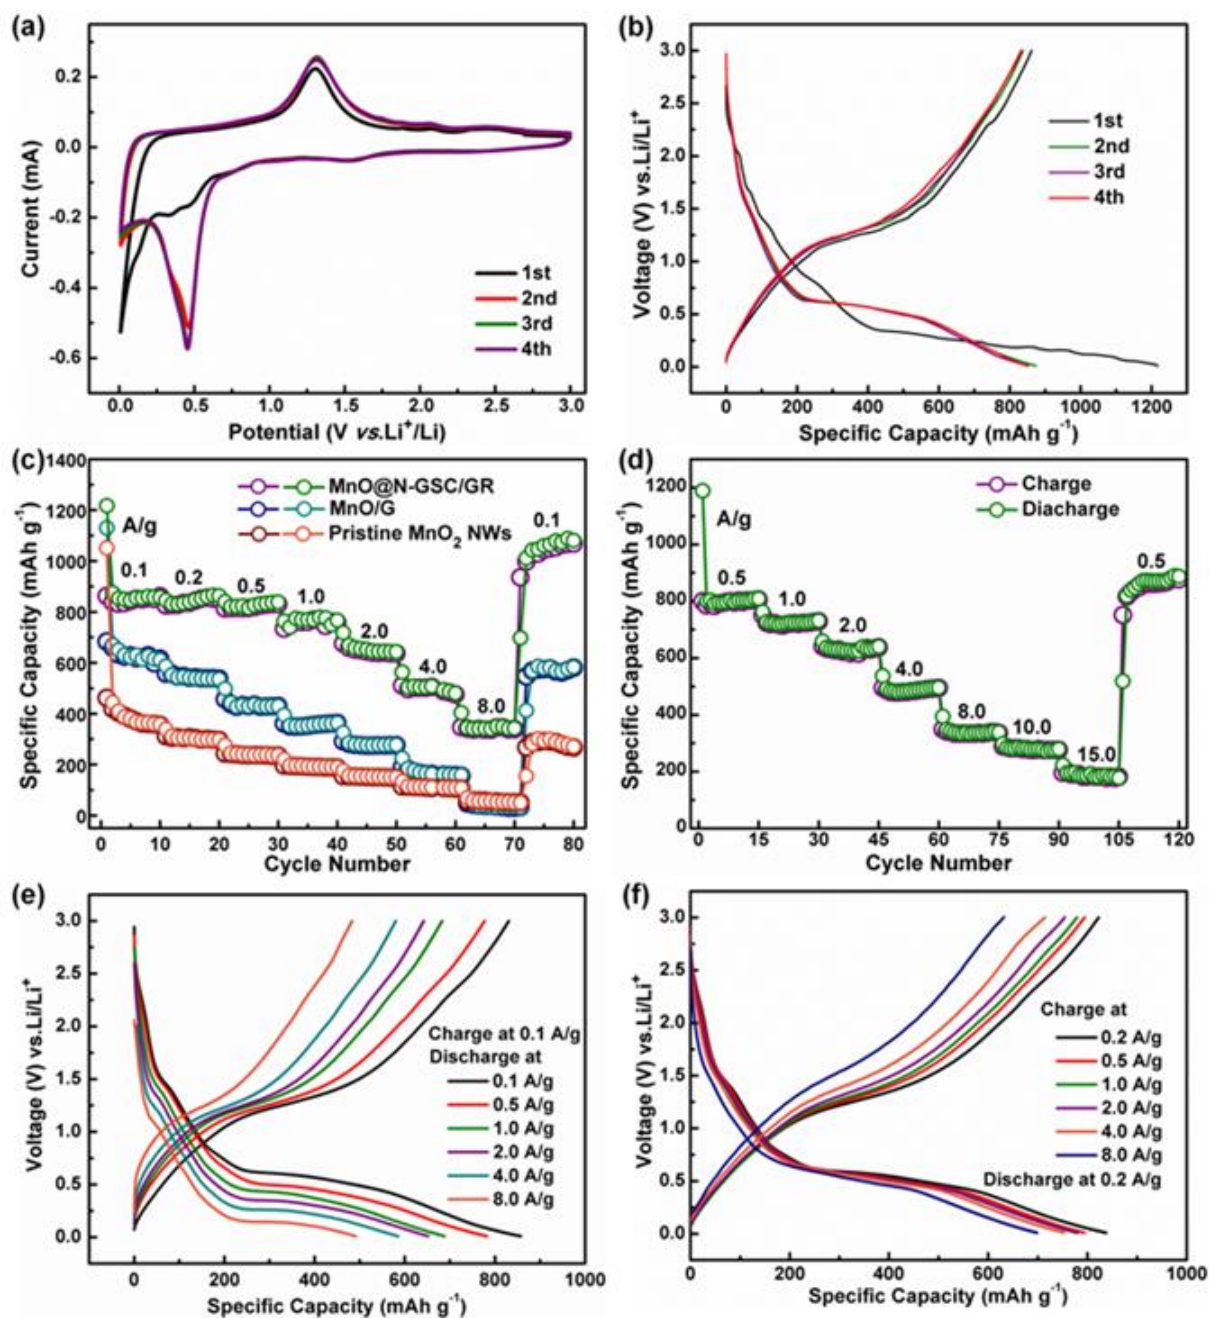 (a)
0.2
0.0
-0.2
-0.4
-0.6
Current (mA)
1st
2nd
3rd
4th
0.0 0.5 1.0 1.5 2.0 2.5 3.0
Potential (V vs.Li⁺/Li)
(b)
3.0
2.5
2.0
1.5
1.0
0.5
0.0
Voltage (V) vs.Li/Li⁺
1st
2nd
3rd
4th
0 200 400 600 800 1000 1200
Specific Capacity (mAh g⁻¹)
(c)
1400
1200
1000
800
600
400
200
0
Specific Capacity (mAh g⁻¹)
MnO@N-GSC/GR
MnO/G
Pristine MnO₂ NWs
A/g
0.1
0.2
0.5
1.0
2.0
4.0
8.0
0.1
0 10 20 30 40 50 60 70 80
Cycle Number
(d)
1200
1000
800
600
400
200
0
Specific Capacity (mAh g⁻¹)
Charge
Diacharge
A/g
0.5
1.0
2.0
4.0
8.0
10.0
15.0
0.5
0 15 30 45 60 75 90 105 120
Cycle Number
(e)
3.0
2.5
2.0
1.5
1.0
0.5
0.0
Voltage (V) vs.Li/Li⁺
Charge at 0.1 A/g
Discharge at
0.1 A/g
0.5 A/g
1.0 A/g
2.0 A/g
4.0 A/g
8.0 A/g
0 200 400 600 800 1000
Specific Capacity (mAh g⁻¹)
(f)
3.0
2.5
2.0
1.5
1.0
0.5
0.0
Voltage (V) vs.Li/Li⁺
Charge at
0.2 A/g
0.5 A/g
1.0 A/g
2.0 A/g
4.0 A/g
8.0 A/g
Discharge at 0.2 A/g
0 200 400 600 800 1000
Specific Capacity (mAh g⁻¹)